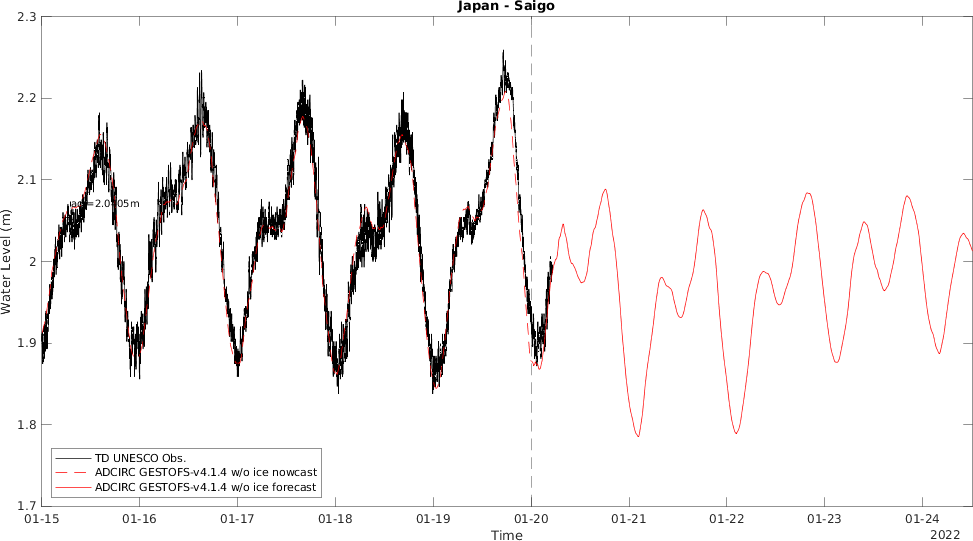 Japan - Saigo
2.3
2.2
2.1
2
1.9
1.8
1.7
Water Level (m)
TD UNESCO Obs.
ADCIRC GESTOFS-v4.1.4 w/o ice nowcast
ADCIRC GESTOFS-v4.1.4 w/o ice forecast
01-15 01-16 01-17 01-18 01-19 01-20 01-21 01-22 01-23 01-24
Time
2022